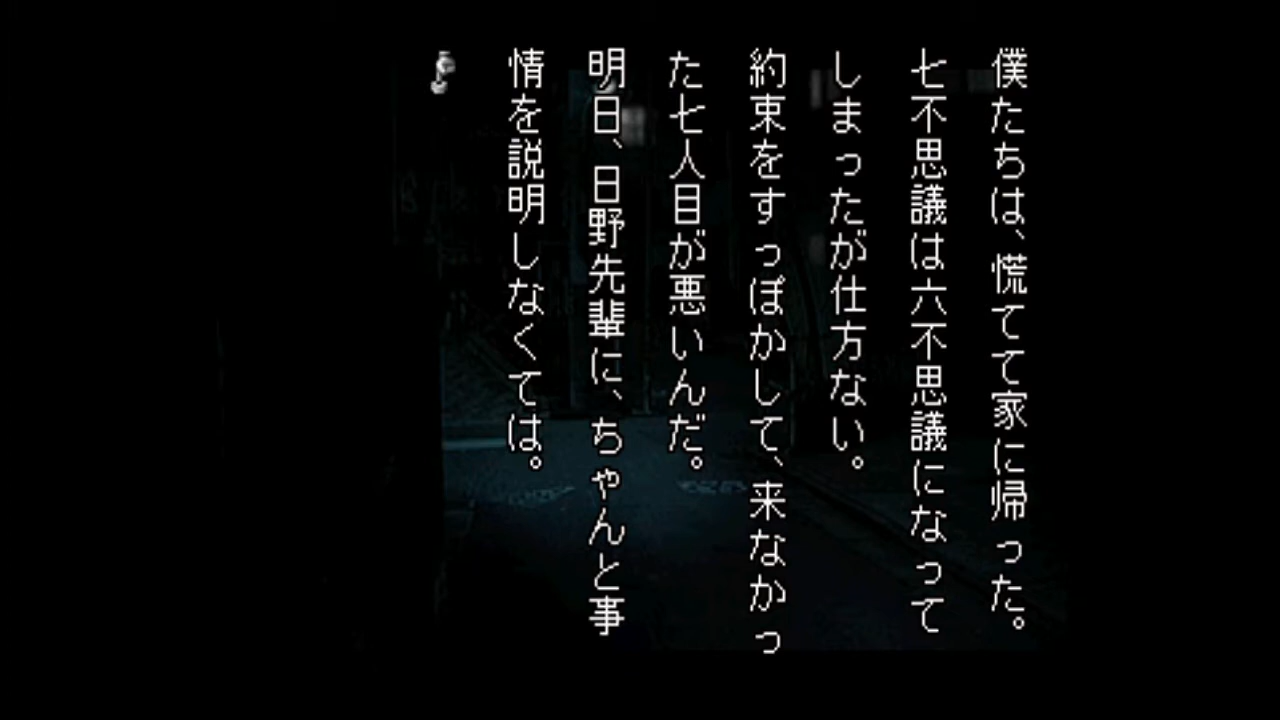 僕たちは、慌てて家に帰った。
七不思議は六不思議になって
しまったが仕方ない。
約束をすっぽかして、来なかっ
た七人目が悪いんだ。
明日、日野先輩に、ちゃんと事
情を説明しなくては。